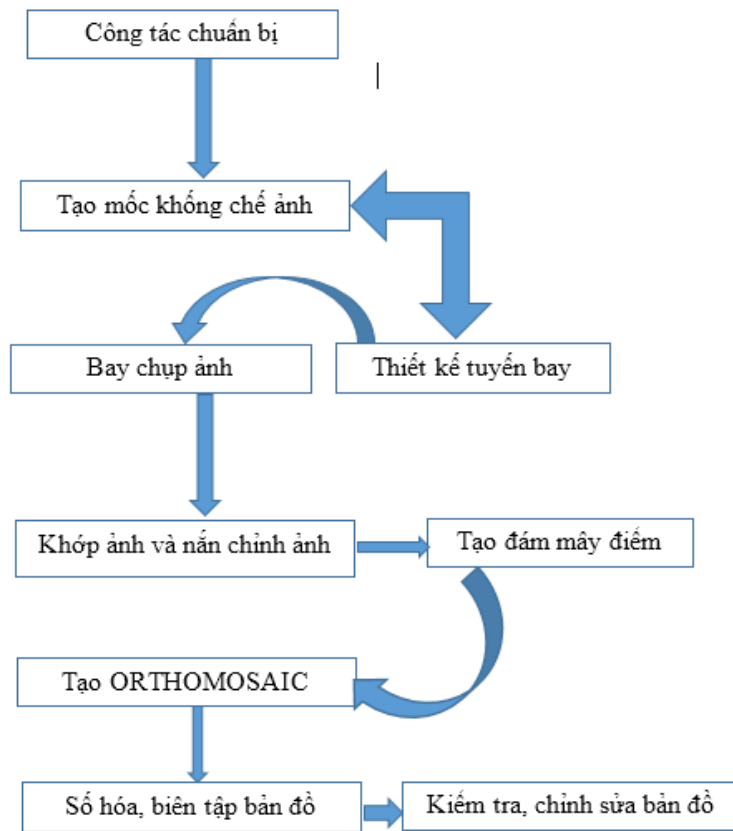 Công tác chuẩn bị
Tạo mốc khống chế ảnh
Bay chụp ảnh
Thiết kế tuyến bay
Khớp ảnh và nắn chỉnh ảnh
Tạo đám mây điểm
Tạo ORTHOMOSAIC
Số hóa, biên tập bản đồ
Kiểm tra, chỉnh sửa bản đồ